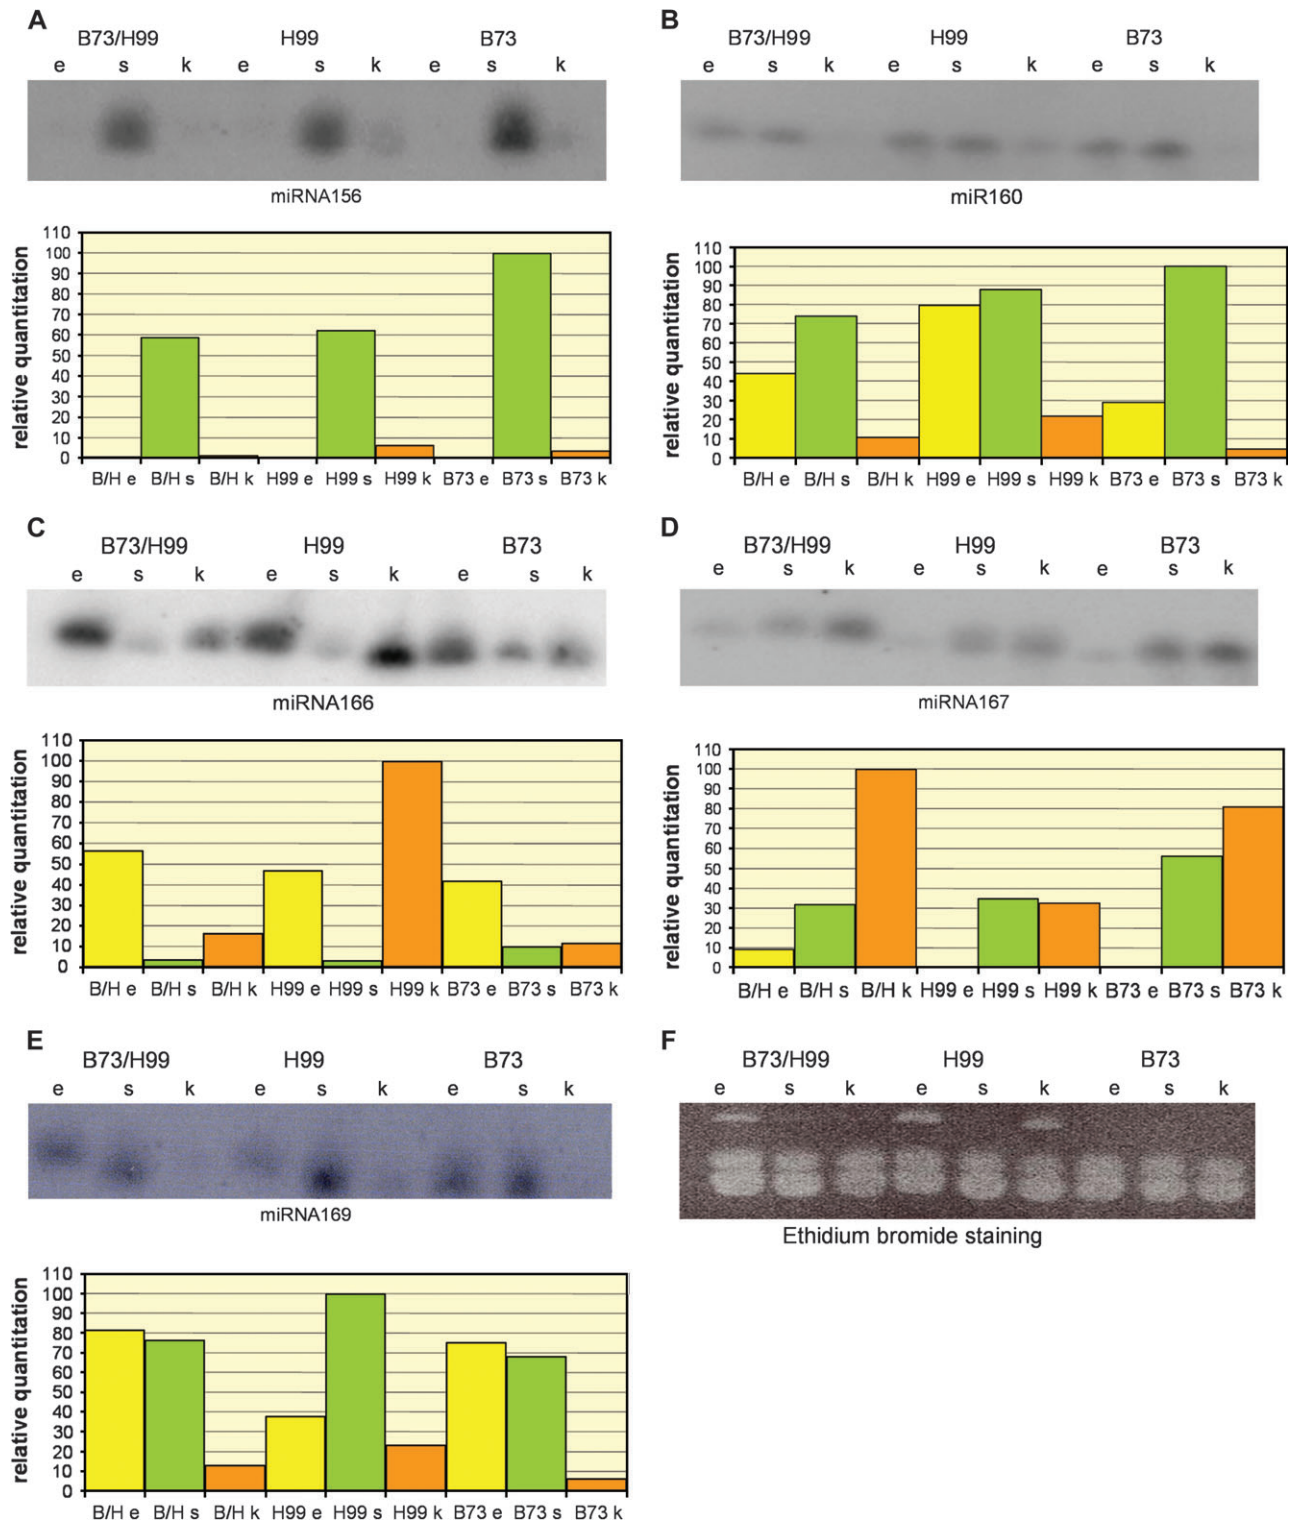 A
B73/H99 H99 B73
e s k e s k e s k
miRNA156
relative quantitation
110
100
90
80
70
60
50
40
30
20
10
0
B/H e B/H s B/H k H99 e H99 s H99 k B73 e B73 s B73 k
B
B73/H99 H99 B73
e s k e s k e s k
miR160
relative quantitation
110
100
90
80
70
60
50
40
30
20
10
0
B/H e B/H s B/H k H99 e H99 s H99 k B73 e B73 s B73 k
C
B73/H99 H99 B73
e s k e s k e s k
miRNA166
relative quantitation
110
100
90
80
70
60
50
40
30
20
10
0
B/H e B/H s B/H k H99 e H99 s H99 k B73 e B73 s B73 k
D
B73/H99 H99 B73
e s k e s k e s k
miRNA167
relative quantitation
110
100
90
80
70
60
50
40
30
20
10
0
B/H e B/H s B/H k H99 e H99 s H99 k B73 e B73 s B73 k
E
B73/H99 H99 B73
e s k e s k e s k
miRNA169
relative quantitation
110
100
90
80
70
60
50
40
30
20
10
0
B/H e B/H s B/H k H99 e H99 s H99 k B73 e B73 s B73 k
F
B73/H99 H99 B73
e s k e s k e s k
Ethidium bromide staining